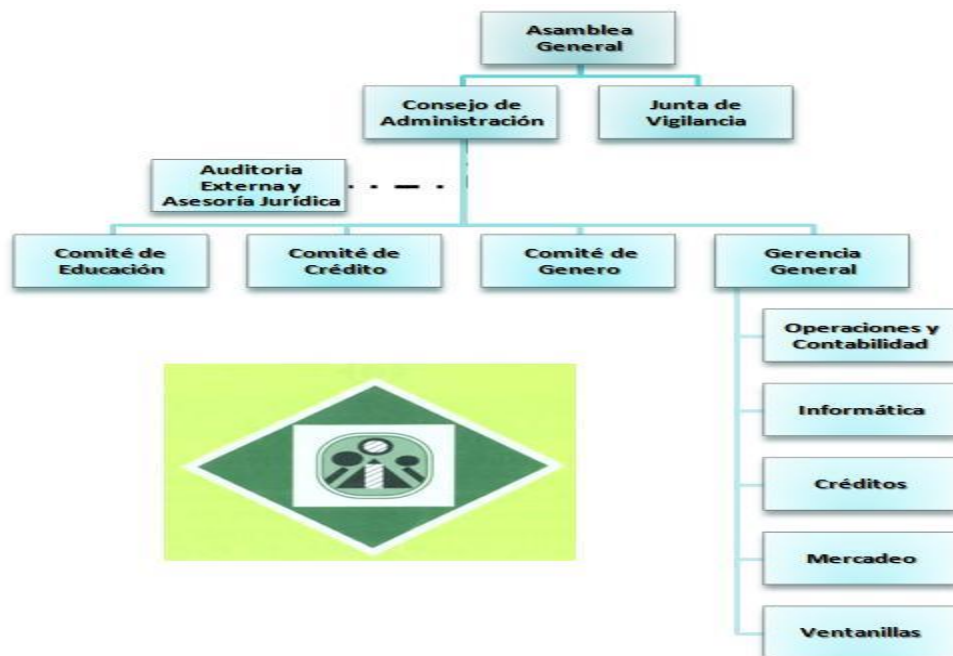 Asamblea
General
Consejo de
Administración
Junta de
Vigilancia
Auditoria
Externa y
Asesoría Jurídica
Comité de
Educación
Comité de
Crédito
Comité de
Genero
Gerencia
General
Operaciones y
Contabilidad
Informática
Créditos
Mercadeo
Ventanillas